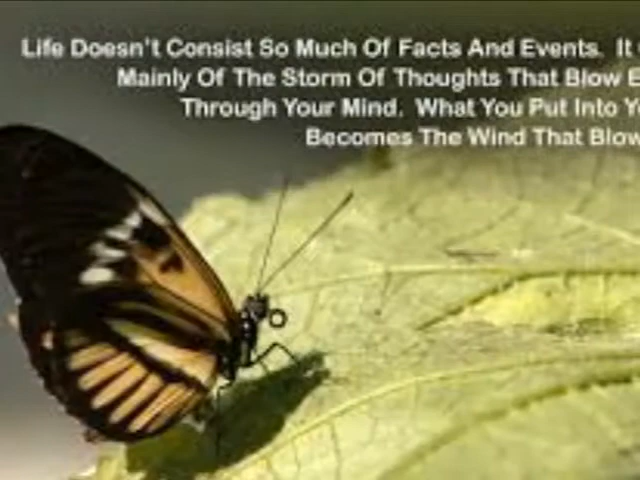 Life Doesn't Consist So Much Of Facts And Events. It
Mainly Of The Storm Of Thoughts That Blow
Through Your Mind. What You Put Into
Becomes The Wind That Blow